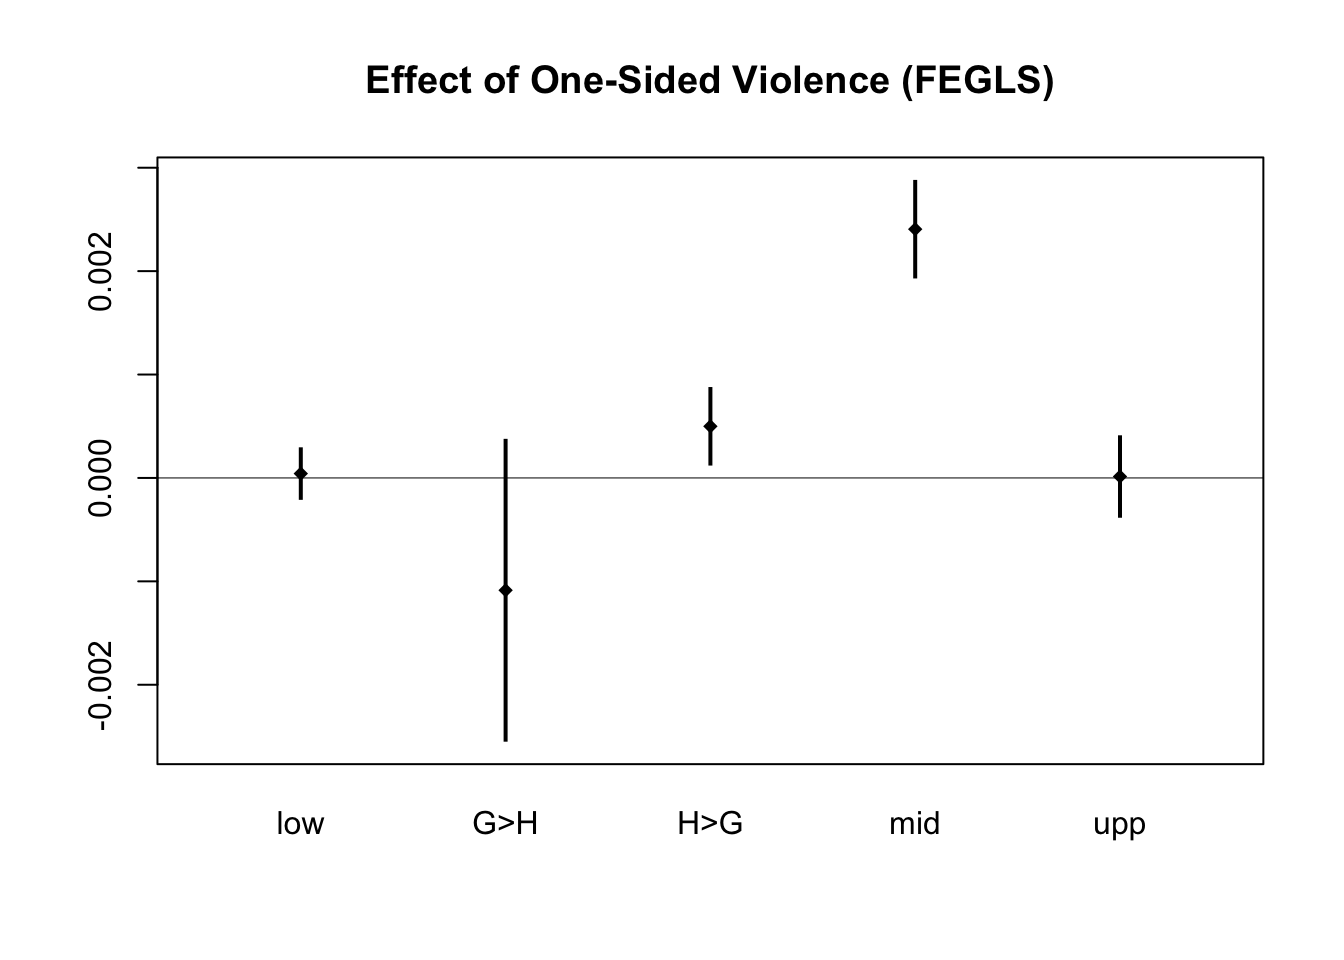 Effect of One-Sided Violence (FEGLS)
0.002
0.000
-0.002
low G>H H>G mid upp